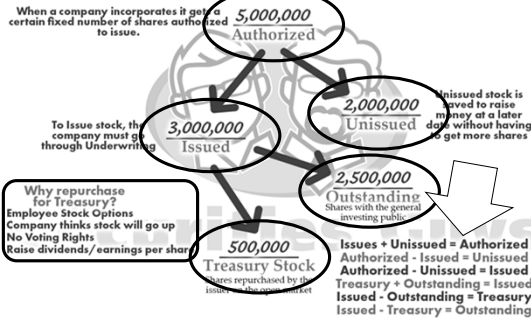 When a company incorporates it gets a
certain fixed number of shares authorized
to issue.
5,000,000
Authorized
2,000,000
Unissued
Unissued stock is
saved to raise
money at a later
date without having
to get more shares
To Issue stock, the
company must go
through Underwriting
3,000,000
Issued
2,500,000
Outstanding
Shares with the general
investing public
Why repurchase
for Treasury?
Employee Stock Options
Company thinks stock will go up
No Voting Rights
Raise dividends/earnings per share
500,000
Treasury Stock
Shares repurchased by the
issuer on the open market
Issues + Unissued = Authorized
Authorized - Issued = Unissued
Authorized - Unissued = Issued
Treasury + Outstanding = Issued
Issued - Outstanding = Treasury
Issued - Treasury = Outstanding